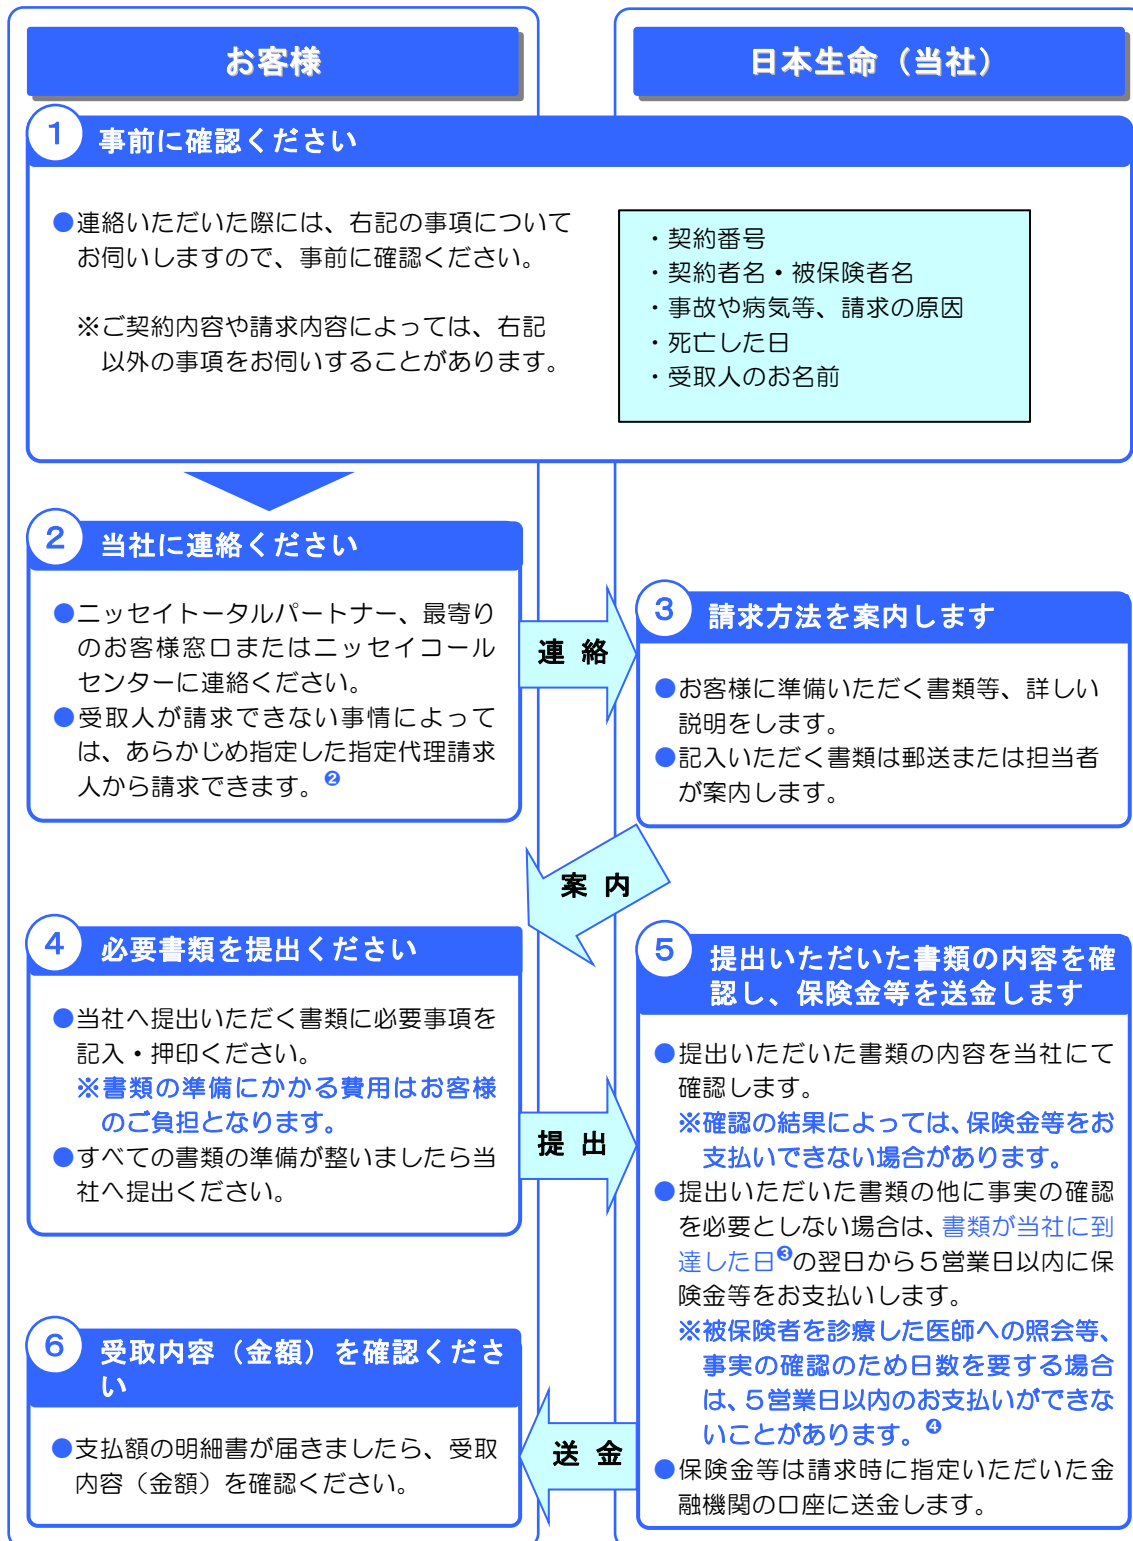 お客様
日本生命（当社）
1 事前に確認ください
●連絡いただいた際には、右記の事項について
お伺いしますので、事前に確認ください。
※ご契約内容や請求内容によっては、右記
以外の事項をお伺いすることがあります。
・契約番号
・契約者名・被保険者名
・事故や病気等、請求の原因
・死亡した日
・受取人のお名前
2 当社に連絡ください
●ニッセイトータルパートナー、最寄り
のお客様窓口またはニッセイコール
センターに連絡ください。
●受取人が請求できない事情によって
は、あらかじめ指定した指定代理請求
人から請求できます。❷
連絡
3 請求方法を案内します
●お客様に準備いただく書類等、詳しい
説明をします。
●記入いただく書類は郵送または担当者
が案内します。
案内
4 必要書類を提出ください
●当社へ提出いただく書類に必要事項を
記入・押印ください。
※書類の準備にかかる費用はお客様
のご負担となります。
●すべての書類の準備が整いましたら当
社へ提出ください。
提出
5 提出いただいた書類の内容を確
認し、保険金等を送金します
●提出いただいた書類の内容を当社にて
確認します。
※確認の結果によっては、保険金等をお
支払いできない場合があります。
●提出いただいた書類の他に事実の確認
を必要としない場合は、書類が当社に到
達した日❸の翌日から５営業日以内に保
険金等をお支払いします。
※被保険者を診療した医師への照会等、
事実の確認のため日数を要する場合
は、５営業日以内のお支払いができな
いことがあります。❹
●保険金等は請求時に指定いただいた金
融機関の口座に送金します。
送金
6 受取内容（金額）を確認くださ
い
●支払額の明細書が届きましたら、受取
内容（金額）を確認ください。